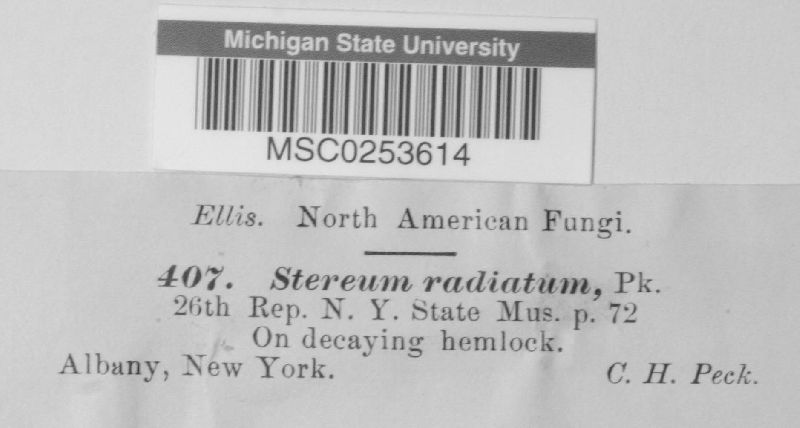 Michigan State University
MSC0253614
Ellis. North American Fungi.
407. Stereum radiatum, Pk.
26th Rep. N. Y. State Mus. p. 72
On decaying hemlock.
Albany, New York. C. H. Peck.